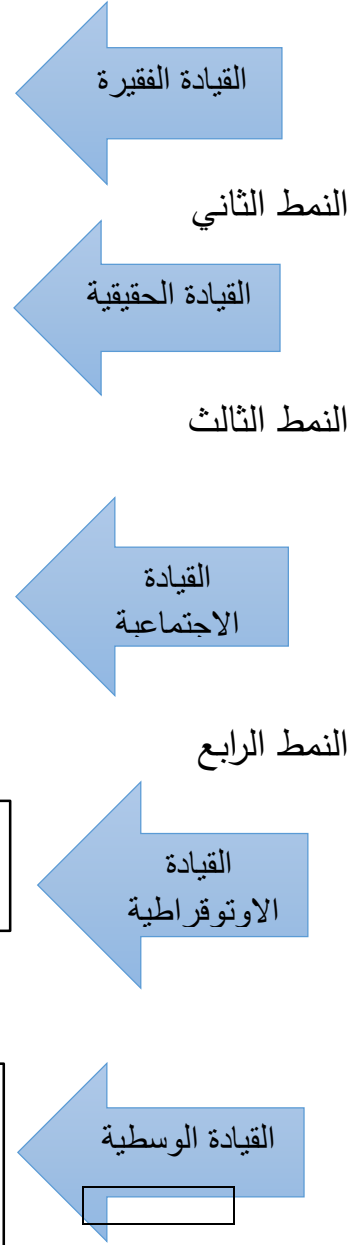 القيادة الفقيرة
النمط الثاني
القيادة الحقيقية
النمط الثالث
القيادة
الاجتماعية
النمط الرابع
القيادة
الاوتوقراطية
القيادة الوسطية